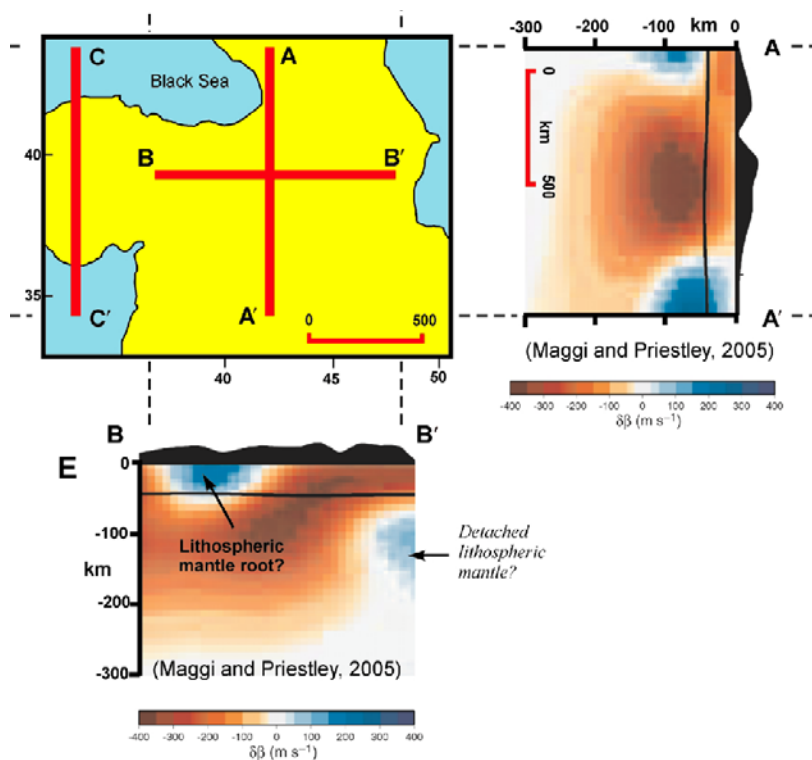 C
Black Sea
A
40
B
B′
35
C′
A′
0
500
40
45
50
km
-300
-200
-100
0
A
0
km
500
A′
(Maggi and Priestley, 2005)
-400 -300 -200 -100 0 100 200 300 400
δβ (m s⁻¹)
B
B′
E
0
-100
km
-200
-300
Lithospheric
mantle root?
Detached
lithospheric
mantle?
(Maggi and Priestley, 2005)
-400 -300 -200 -100 0 100 200 300 400
δβ (m s⁻¹)